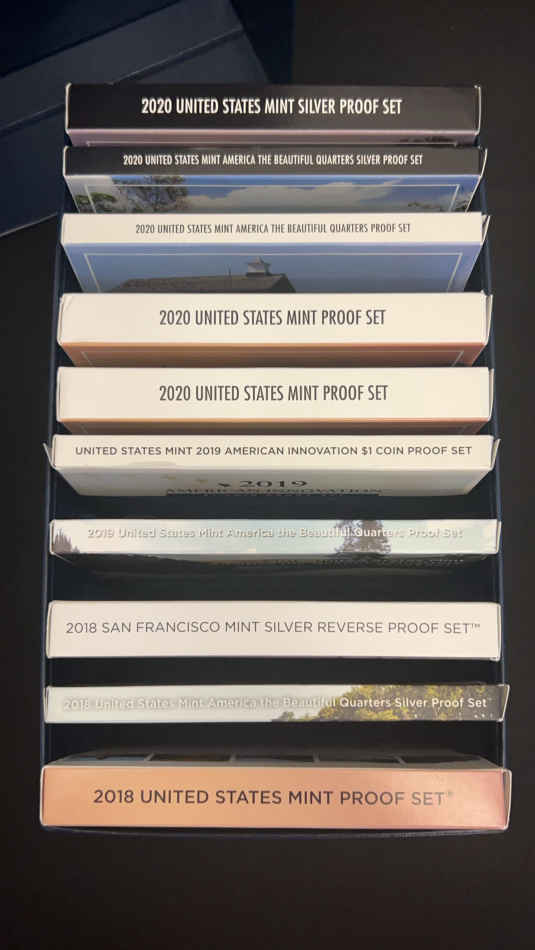 2020 UNITED STATES MINT SILVER PROOF SET
2020 UNITED STATES MINT AMERICA THE BEAUTIFUL QUARTERS SILVER PROOF SET
2020 UNITED STATES MINT AMERICA THE BEAUTIFUL QUARTERS PROOF SET
2020 UNITED STATES MINT PROOF SET
2020 UNITED STATES MINT PROOF SET
UNITED STATES MINT 2019 AMERICAN INNOVATION $1 COIN PROOF SET
2019
AMERICAN INNOVATION
2019 United States Mint America the Beautiful Quarters Proof Set
2018 SAN FRANCISCO MINT SILVER REVERSE PROOF SET™
2018 United States Mint America the Beautiful Quarters Silver Proof Set™
2018 UNITED STATES MINT PROOF SET®